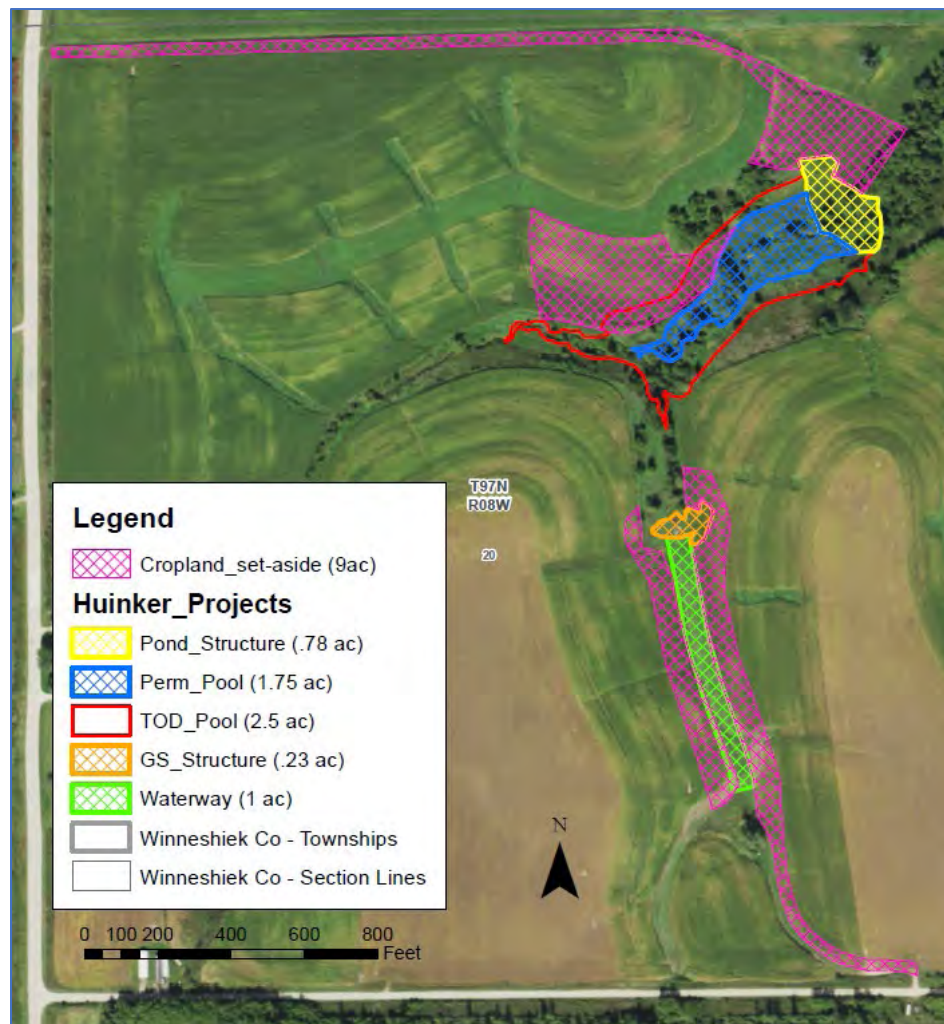 T97N
R08W
20
Legend
Cropland_set-aside (9ac)
Huinker_Projects
Pond_Structure (.78 ac)
Perm_Pool (1.75 ac)
TOD_Pool (2.5 ac)
GS_Structure (.23 ac)
Waterway (1 ac)
Winneshiek Co - Townships
Winneshiek Co - Section Lines
N
0 100 200 400 600 800
Feet